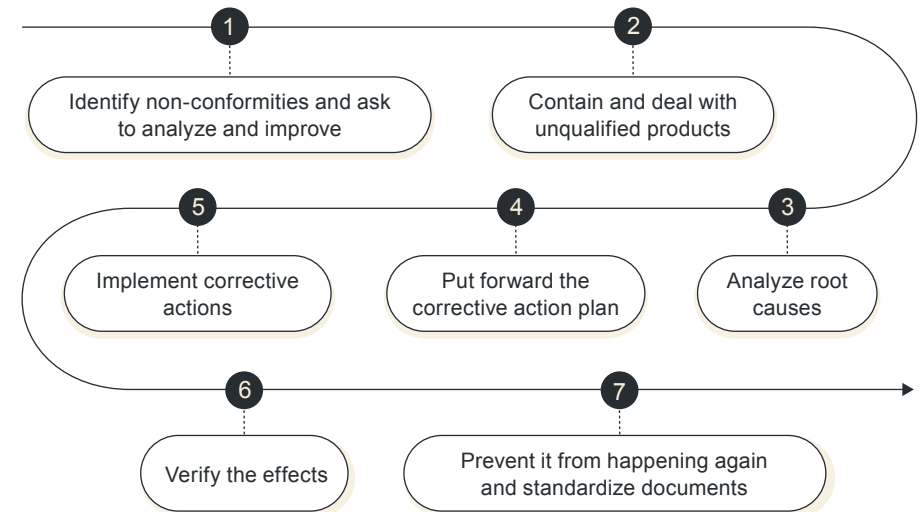 1
Identify non-conformities and ask
to analyze and improve
2
Contain and deal with
unqualified products
3
Analyze root
causes
4
Put forward the
corrective action plan
5
Implement corrective
actions
6
Verify the effects
7
Prevent it from happening again
and standardize documents